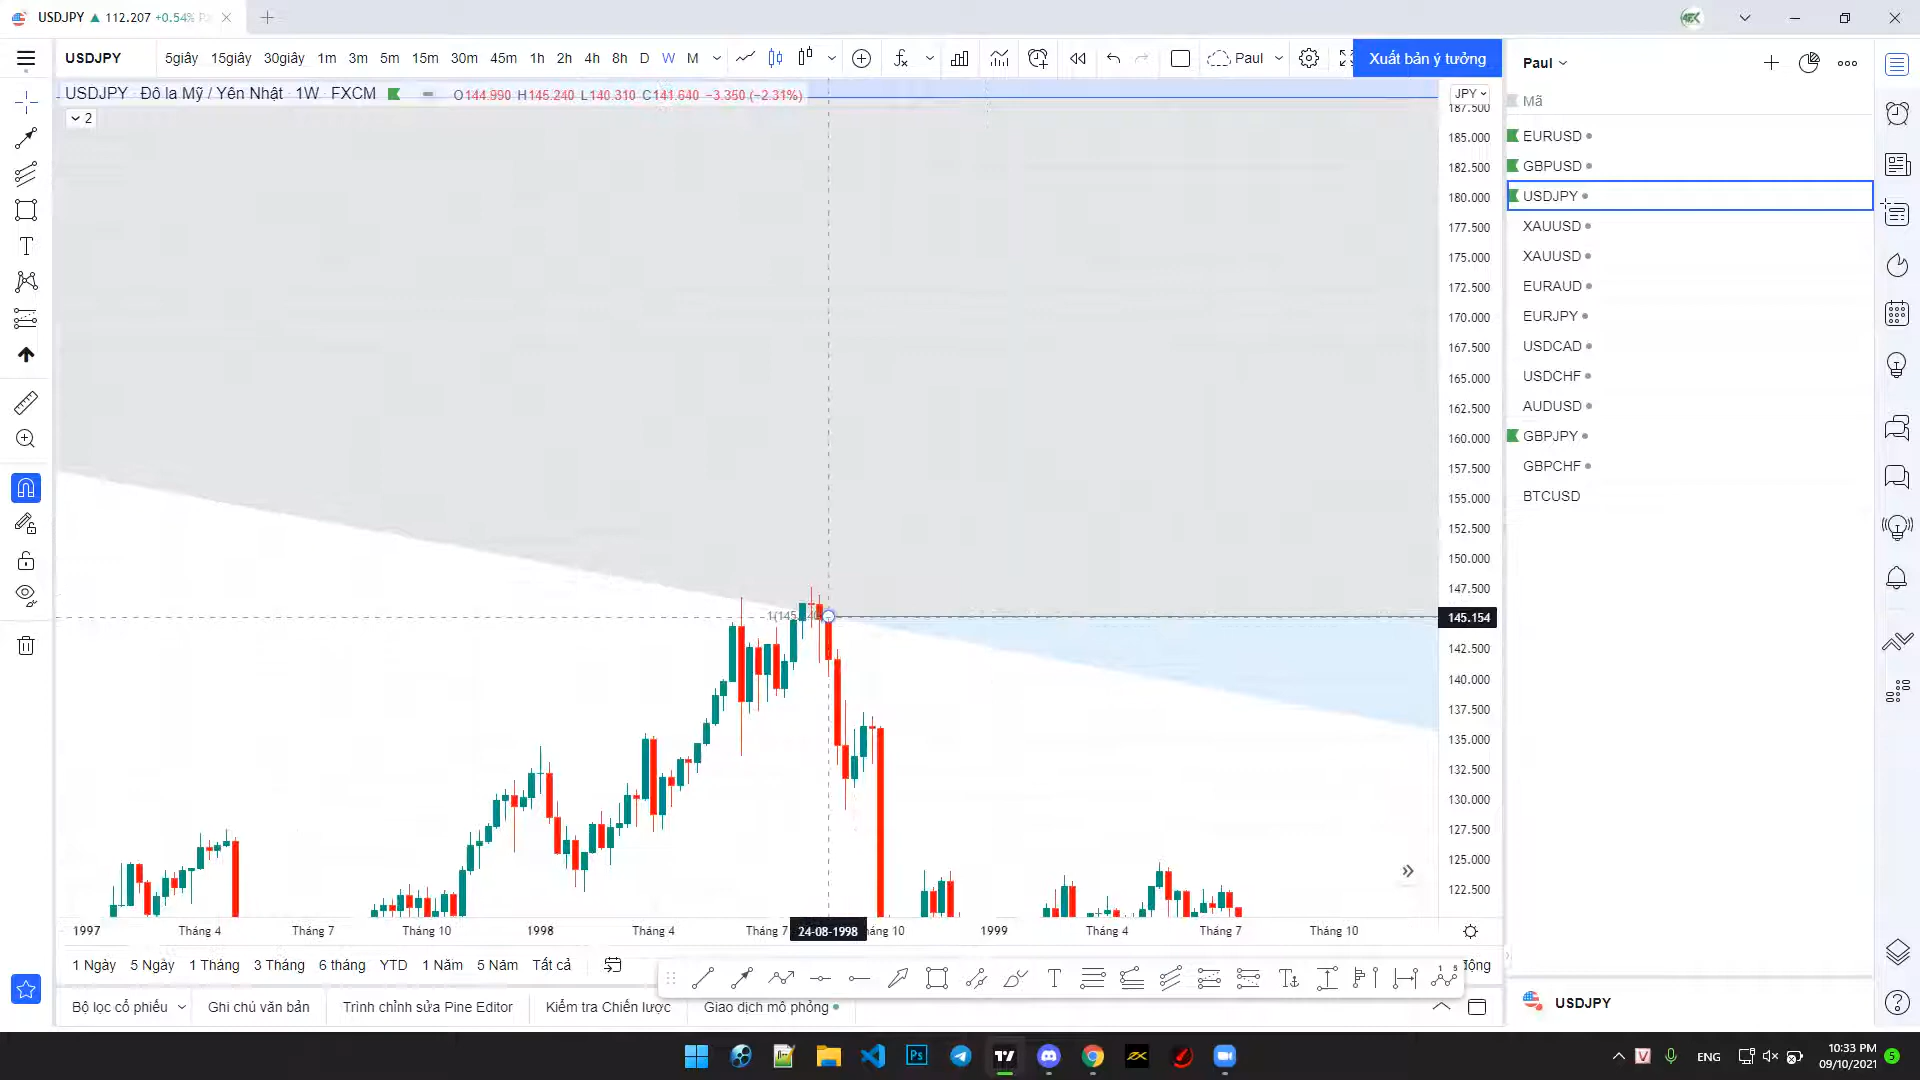 USDJPY ▲ 112.207 +0.54%
USDJPY
5giây 15giây 30giây 1m 3m 5m 15m 30m 45m 1h 2h 4h 8h D W M
Paul
Xuất bản ý tưởng
USDJPY · Đô la Mỹ / Yên Nhật · 1W · FXCM
O144.990 H145.240 L140.310 C141.640 −3.350 (−2.31%)
2
JPY
187.500
185.000
182.500
180.000
177.500
175.000
172.500
170.000
167.500
165.000
162.500
160.000
157.500
155.000
152.500
150.000
147.500
145.154
142.500
140.000
137.500
135.000
132.500
130.000
127.500
125.000
122.500
1997 Tháng 4 Tháng 7 Tháng 10 1998 Tháng 4 Tháng 7 24-08-1998 1999 Tháng 4 Tháng 7 Tháng 10
1 Ngày 5 Ngày 1 Tháng 3 Tháng 6 tháng YTD 1 Năm 5 Năm Tất cả
Bộ lọc cổ phiếu Ghi chú văn bản Trình chỉnh sửa Pine Editor Kiểm tra Chiến lược Giao dịch mô phỏng
Paul
Mã
EURUSD
GBPUSD
USDJPY
XAUUSD
XAUUSD
EURAUD
EURJPY
USDCAD
USDCHF
AUDUSD
GBPJPY
GBPCHF
BTCUSD
USDJPY
ENG
10:33 PM
09/10/2021
5